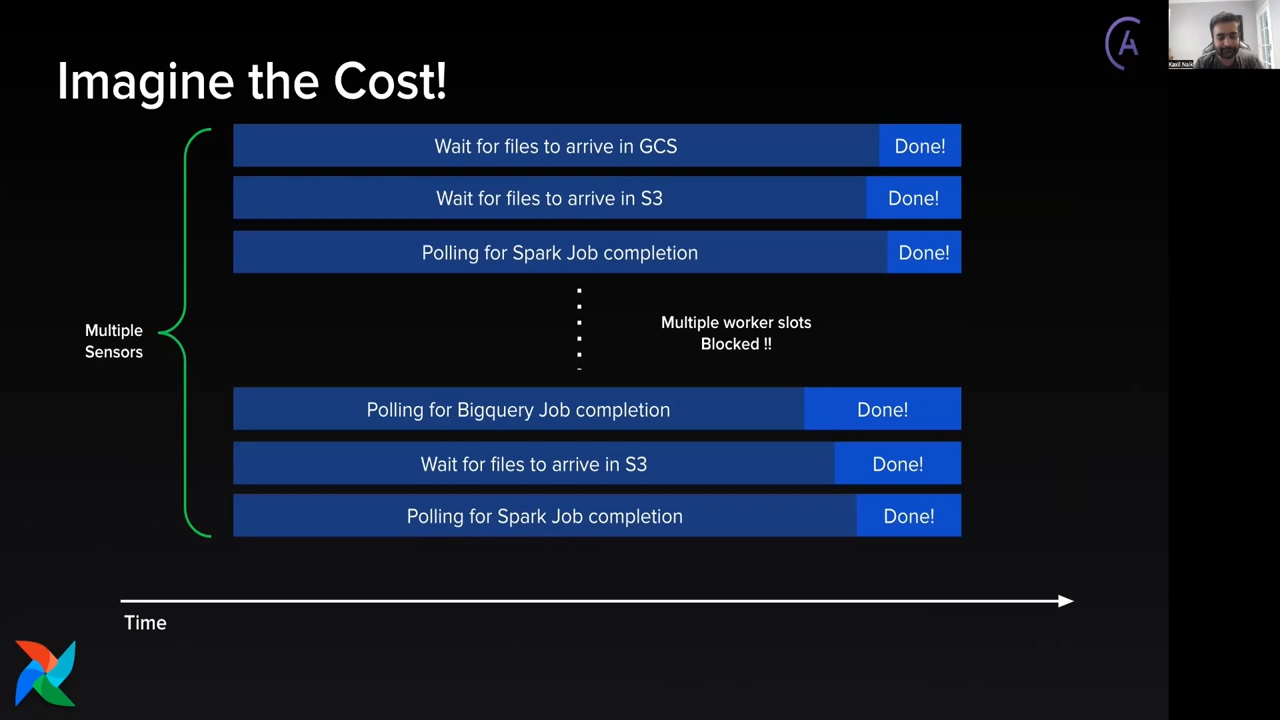 Imagine the Cost!
Kaxil Naik
Wait for files to arrive in GCS
Done!
Wait for files to arrive in S3
Done!
Polling for Spark Job completion
Done!
Multiple
Sensors
Multiple worker slots
Blocked !!
Polling for Bigquery Job completion
Done!
Wait for files to arrive in S3
Done!
Polling for Spark Job completion
Done!
Time